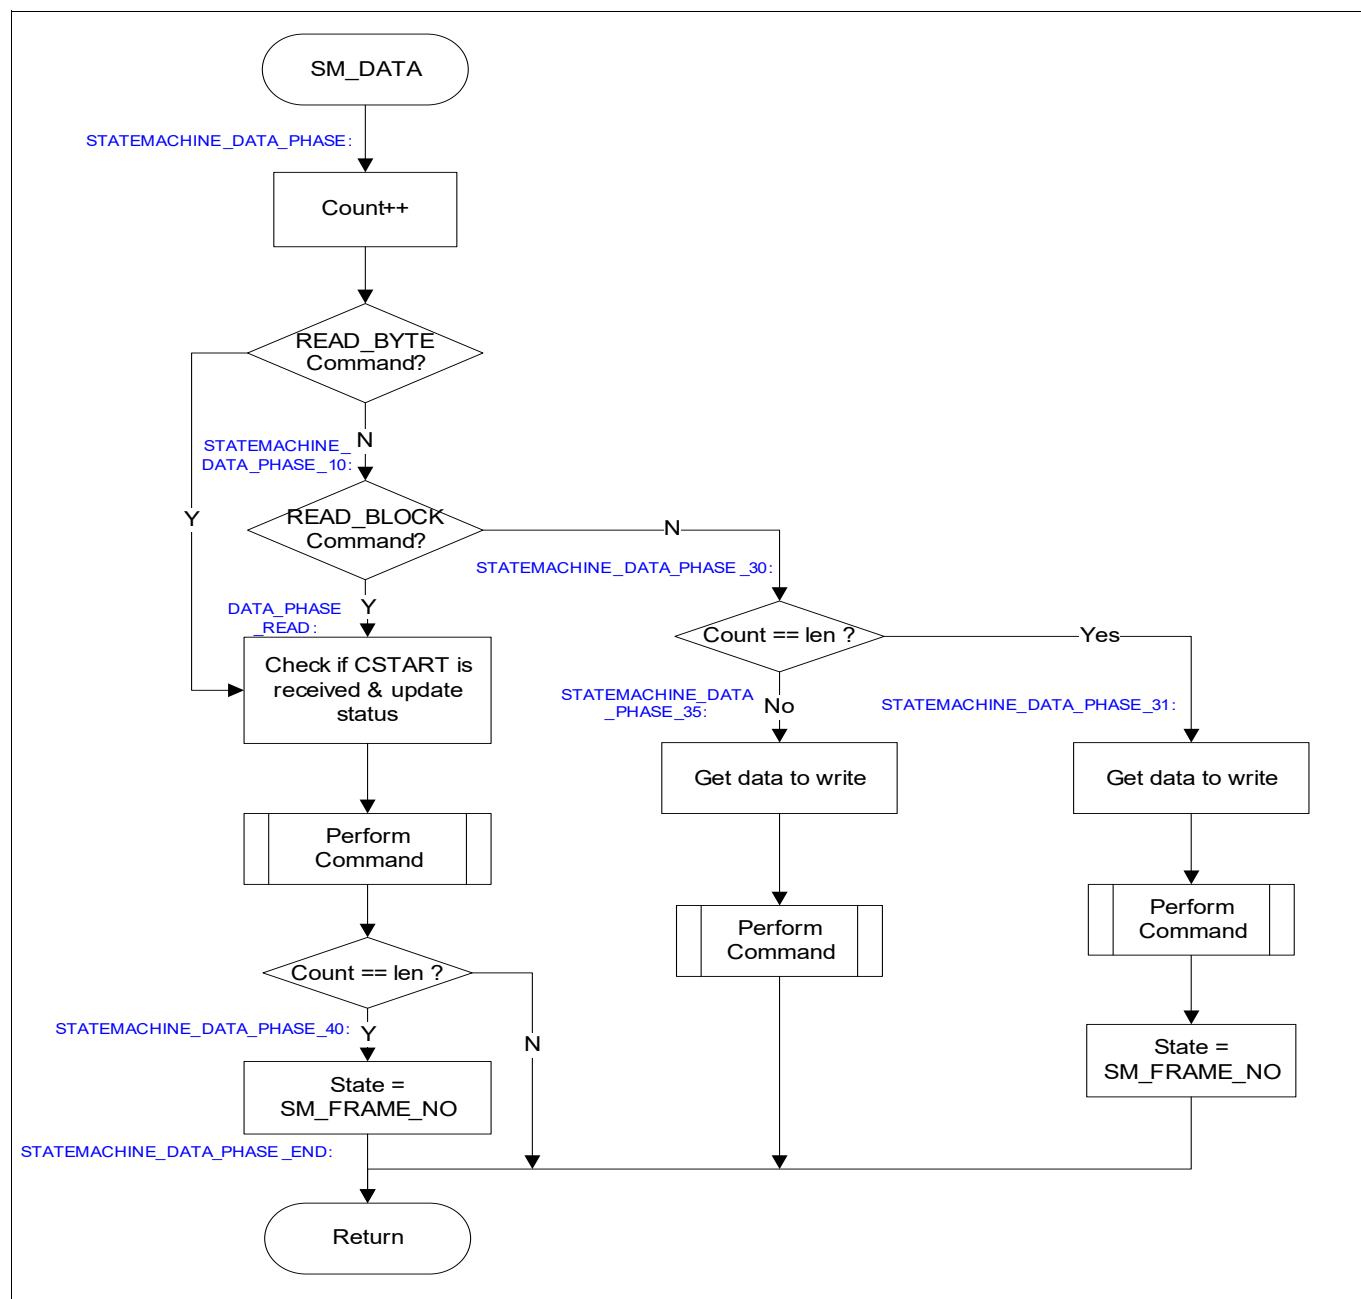 SM_DATA
STATEMACHINE_DATA_PHASE:
Count++
READ_BYTE
Command?
N
STATEMACHINE_
DATA_PHASE_10:
Y
READ_BLOCK
Command?
N
STATEMACHINE_DATA_PHASE_30:
Y
DATA_PHASE
_READ:
Count == len ?
Yes
Check if CSTART is
received & update
status
STATEMACHINE_DATA
_PHASE_35:
No
STATEMACHINE_DATA_PHASE_31:
Get data to write
Get data to write
Perform
Command
Perform
Command
Perform
Command
Count == len ?
STATEMACHINE_DATA_PHASE_40:
Y
N
State =
SM_FRAME_NO
State =
SM_FRAME_NO
STATEMACHINE_DATA_PHASE_END:
Return